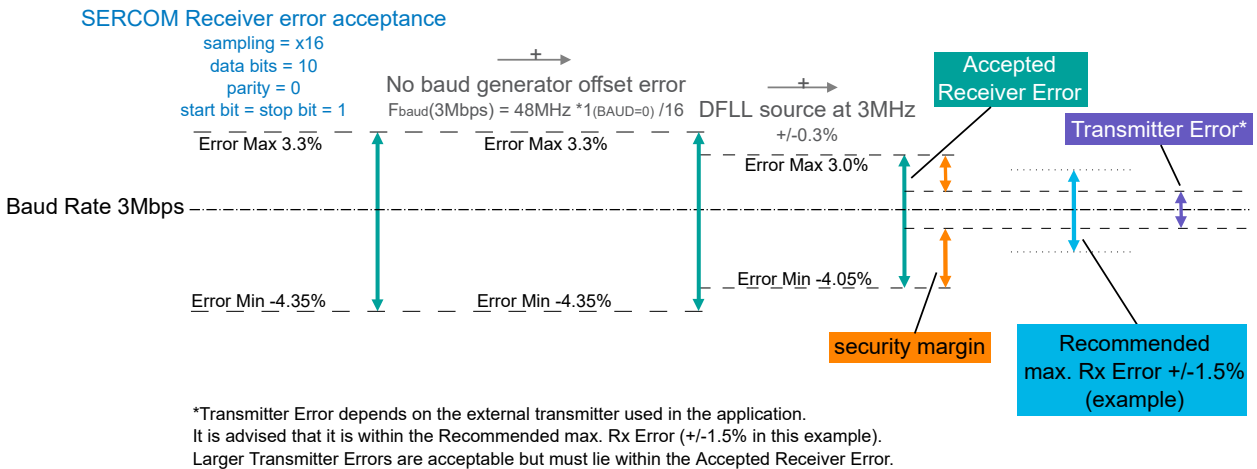 SERCOM Receiver error acceptance
sampling = x16
data bits = 10
parity = 0
start bit = stop bit = 1
+
No baud generator offset error
Fbaud(3Mbps) = 48MHz *1(BAUD=0) /16
+
DFLL source at 3MHz
+/-0.3%
Accepted
Receiver Error
Transmitter Error*
Error Max 3.3%
Error Max 3.3%
Error Max 3.0%
Baud Rate 3Mbps
Error Min -4.35%
Error Min -4.35%
Error Min -4.05%
security margin
Recommended
max. Rx Error +/-1.5%
(example)
*Transmitter Error depends on the external transmitter used in the application.
It is advised that it is within the Recommended max. Rx Error (+/-1.5% in this example).
Larger Transmitter Errors are acceptable but must lie within the Accepted Receiver Error.